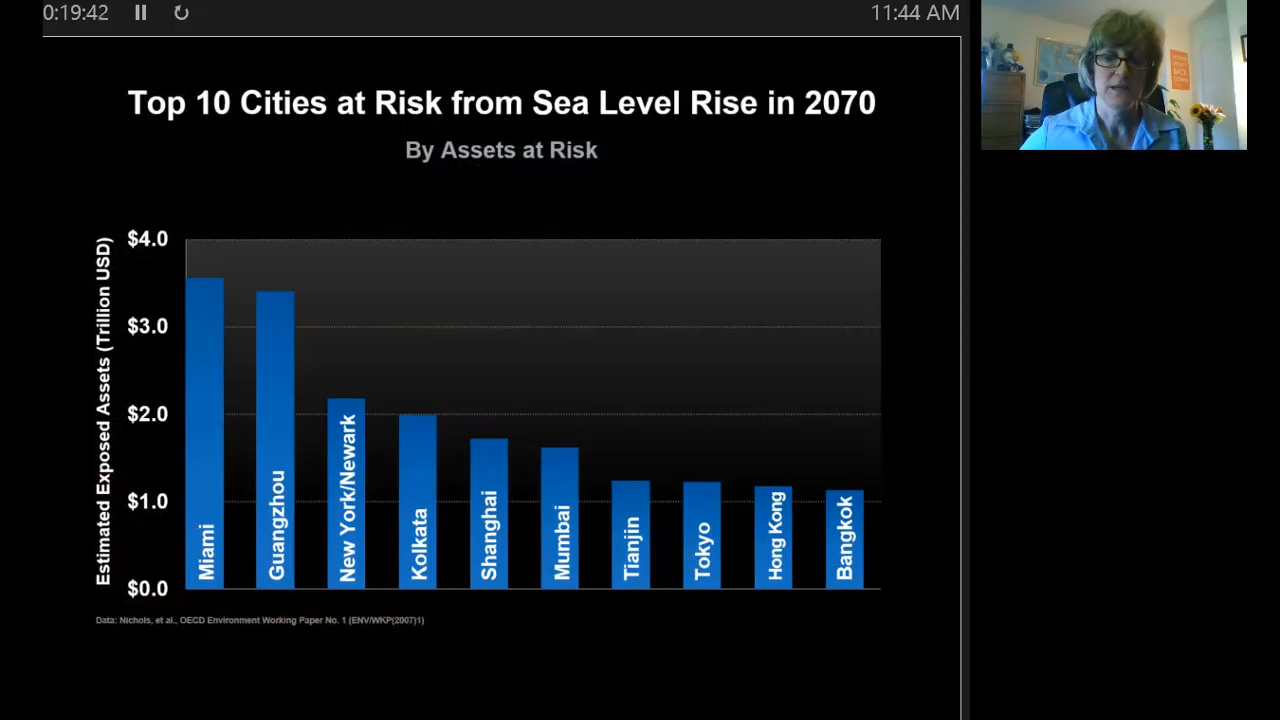 0:19:42
11:44 AM
Top 10 Cities at Risk from Sea Level Rise in 2070
By Assets at Risk
Estimated Exposed Assets (Trillion USD)
$4.0
$3.0
$2.0
$1.0
$0.0
Miami
Guangzhou
New York/Newark
Kolkata
Shanghai
Mumbai
Tianjin
Tokyo
Hong Kong
Bangkok
Data: Nichols, et al., OECD Environment Working Paper No. 1 (ENV/WKP(2007)1)
BACK
DOWN